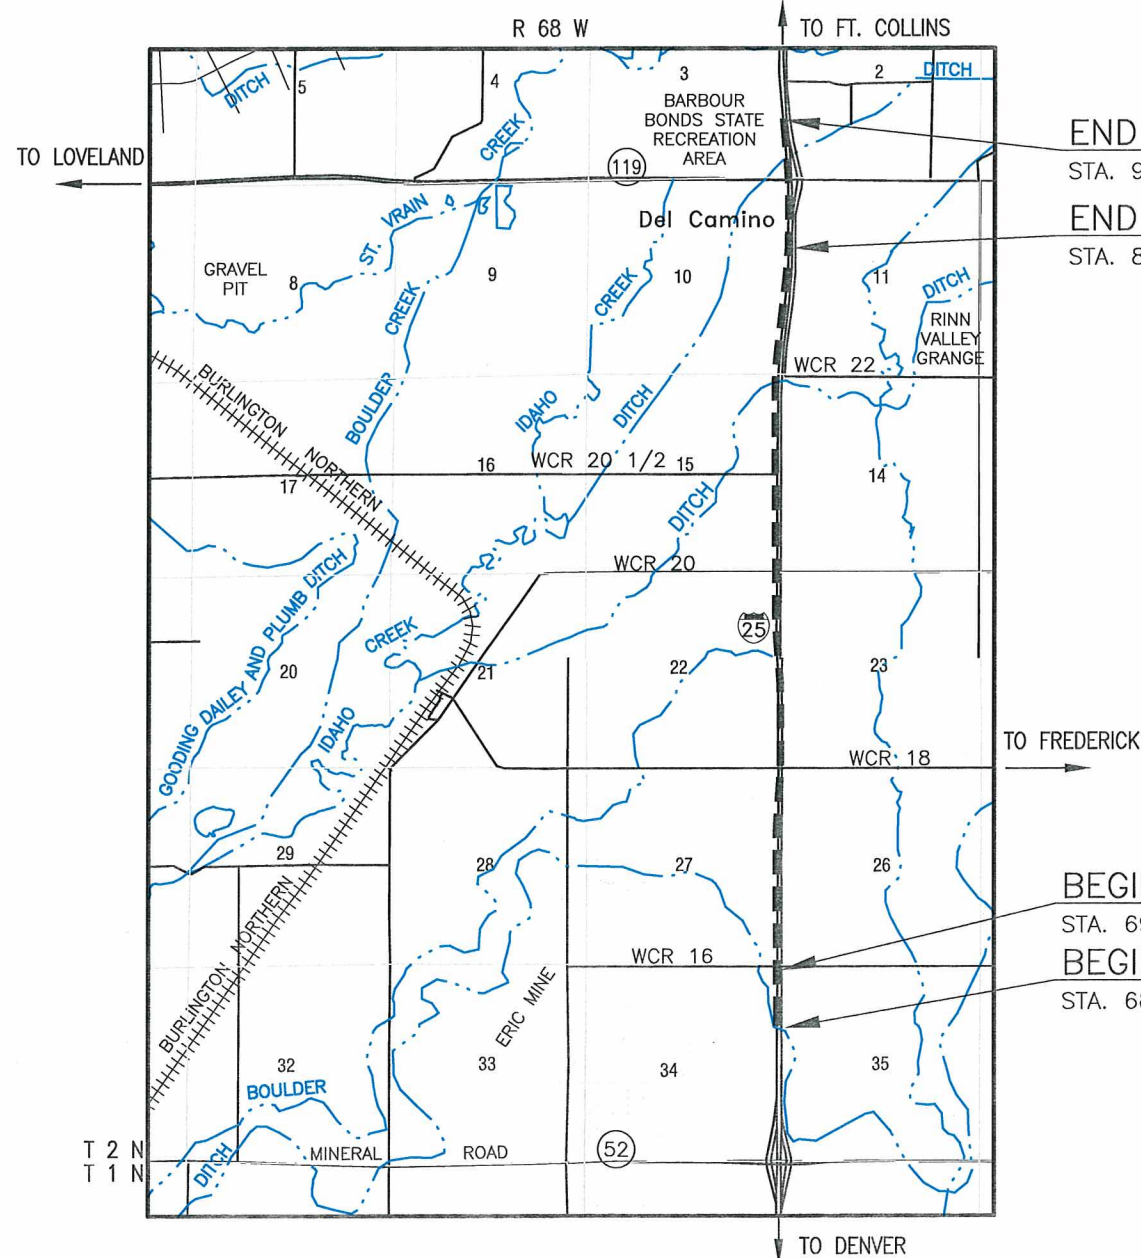 R 68 W
TO FT. COLLINS
5
4
3
2
DITCH
DITCH
BARBOUR
BONDS STATE
RECREATION
AREA
CREEK
END
STA. 9
TO LOVELAND
119
ST. VRAIN
Del Camino
END
STA. 8
GRAVEL
PIT
8
9
10
11
CREEK
CREEK
DITCH
RINN
VALLEY
GRANGE
WCR 22
BURLINGTON NORTHERN
BOULDER
IDAHO
DITCH
17
16
WCR 20 1/2
15
14
DITCH
WCR 20
GOODING DAILEY AND PLUMB DITCH
CREEK
25
20
21
22
23
IDAHO
TO FREDERICK
WCR 18
29
28
27
26
BEGI
STA. 69
WCR 16
BEGI
STA. 68
BURLINGTON NORTHERN
ERIC MINE
32
33
34
35
BOULDER
T 2 N
T 1 N
DITCH
MINERAL ROAD
52
TO DENVER